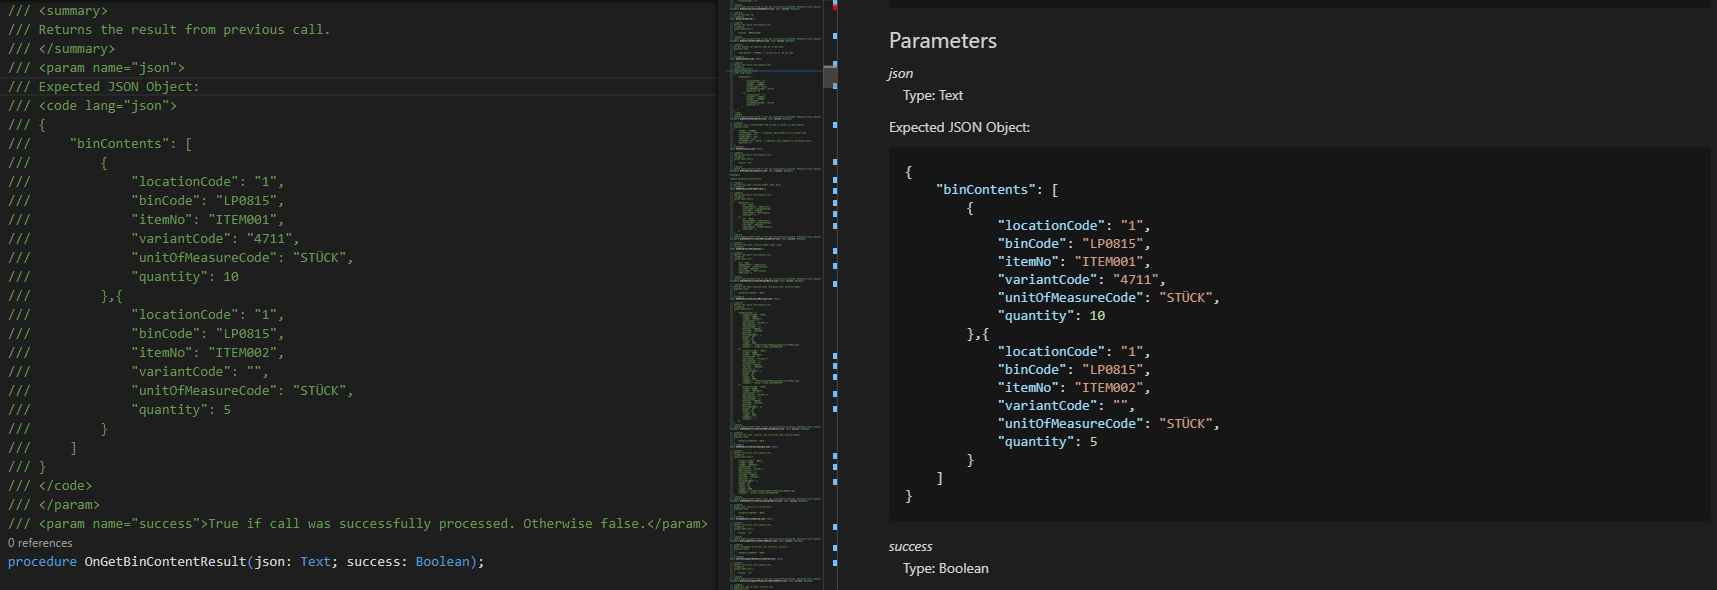 /// <summary>
/// Returns the result from previous call.
/// </summary>
/// <param name="json">
/// Expected JSON Object:
/// <code lang="json">
/// {
///     "binContents": [
///         {
///             "locationCode": "1",
///             "binCode": "LP0815",
///             "itemNo": "ITEM001",
///             "variantCode": "4711",
///             "unitOfMeasureCode": "STÜCK",
///             "quantity": 10
///         },{
///             "locationCode": "1",
///             "binCode": "LP0815",
///             "itemNo": "ITEM002",
///             "variantCode": "",
///             "unitOfMeasureCode": "STÜCK",
///             "quantity": 5
///         }
///     ]
/// }
/// </code>
/// </param>
/// <param name="success">True if call was successfully processed. Otherwise false.</param>
0 references
procedure OnGetBinContentResult(json: Text; success: Boolean);
Parameters
json
Type: Text
Expected JSON Object:
{
    "binContents": [
        {
            "locationCode": "1",
            "binCode": "LP0815",
            "itemNo": "ITEM001",
            "variantCode": "4711",
            "unitOfMeasureCode": "STÜCK",
            "quantity": 10
        },{
            "locationCode": "1",
            "binCode": "LP0815",
            "itemNo": "ITEM002",
            "variantCode": "",
            "unitOfMeasureCode": "STÜCK",
            "quantity": 5
        }
    ]
}
success
Type: Boolean